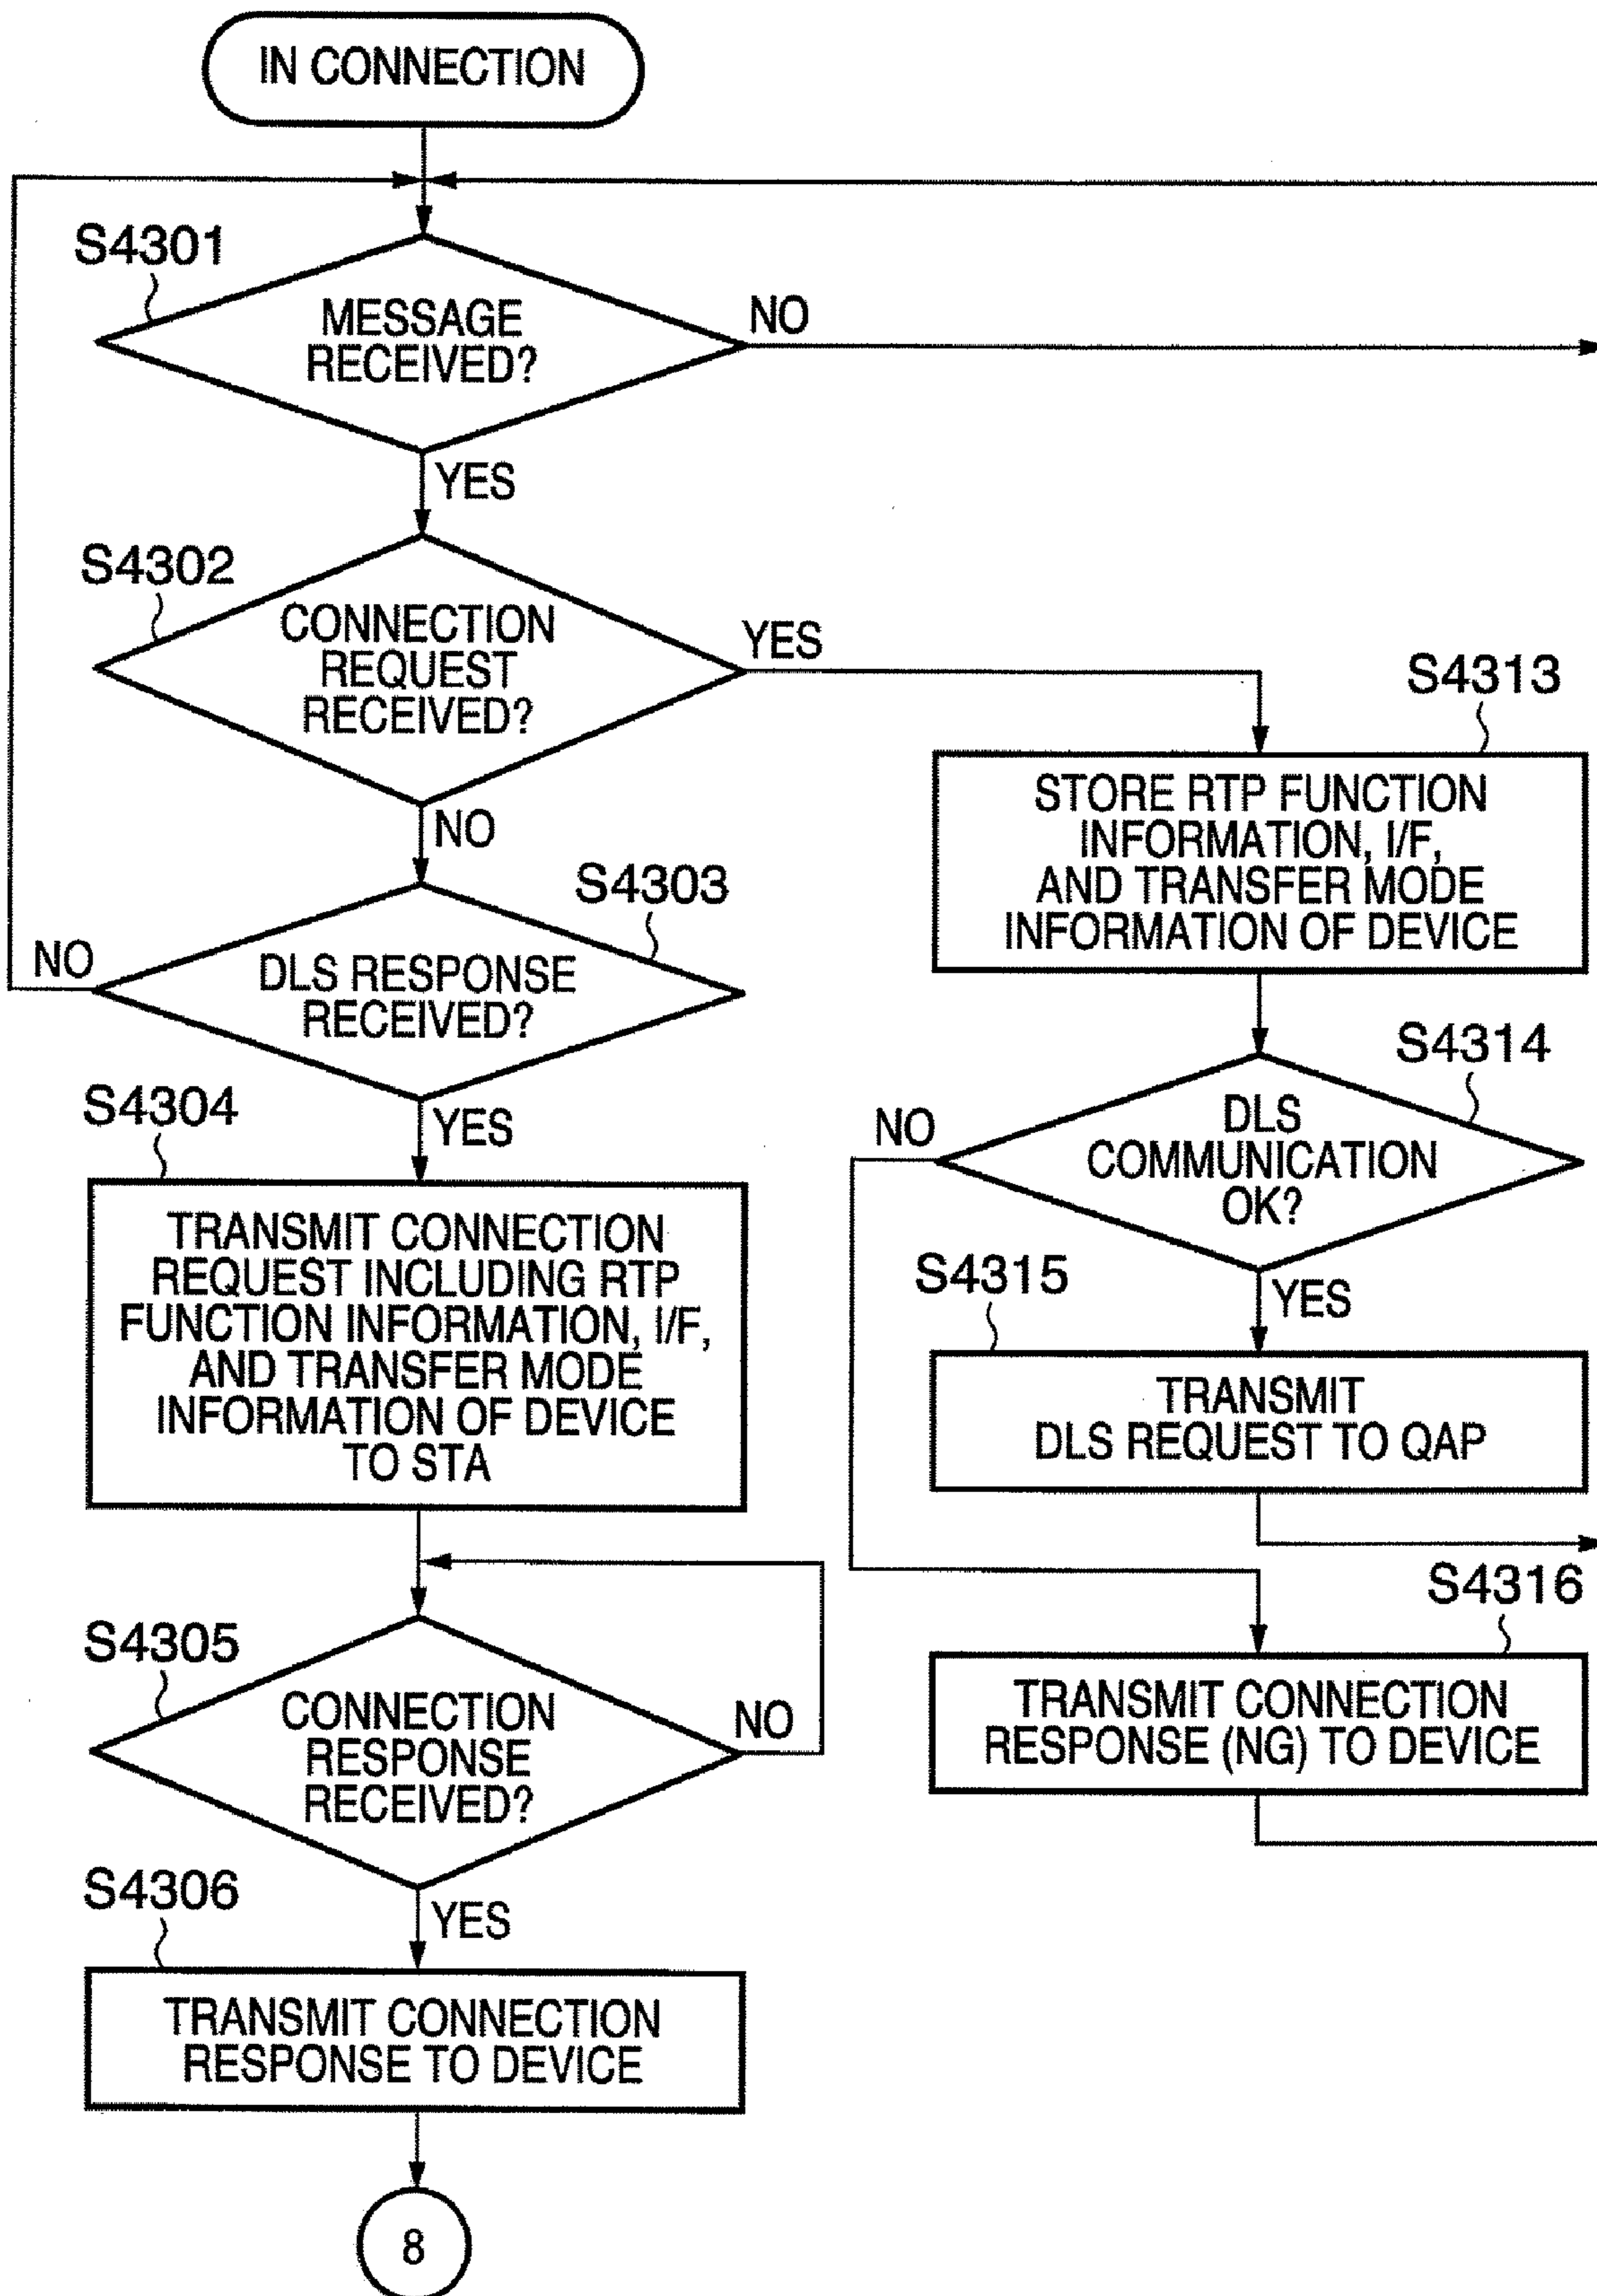 IN CONNECTION
S4301
MESSAGE
RECEIVED?
NO
YES
S4302
CONNECTION
REQUEST
RECEIVED?
YES
NO
S4313
STORE RTP FUNCTION
INFORMATION, I/F,
AND TRANSFER MODE
INFORMATION OF DEVICE
S4303
DLS RESPONSE
RECEIVED?
NO
YES
S4314
DLS
COMMUNICATION
OK?
NO
YES
S4304
TRANSMIT CONNECTION
REQUEST INCLUDING RTP
FUNCTION INFORMATION, I/F,
AND TRANSFER MODE
INFORMATION OF DEVICE
TO STA
S4315
TRANSMIT
DLS REQUEST TO QAP
S4316
TRANSMIT CONNECTION
RESPONSE (NG) TO DEVICE
S4305
CONNECTION
RESPONSE
RECEIVED?
NO
YES
S4306
TRANSMIT CONNECTION
RESPONSE TO DEVICE
8